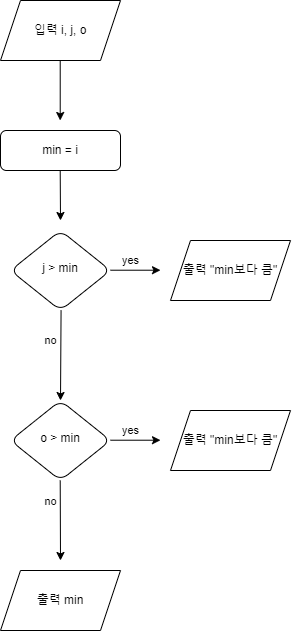 입력 i, j, o
min = i
j > min
yes
출력 "min보다 큼"
no
o > min
yes
출력 "min보다 큼"
no
출력 min